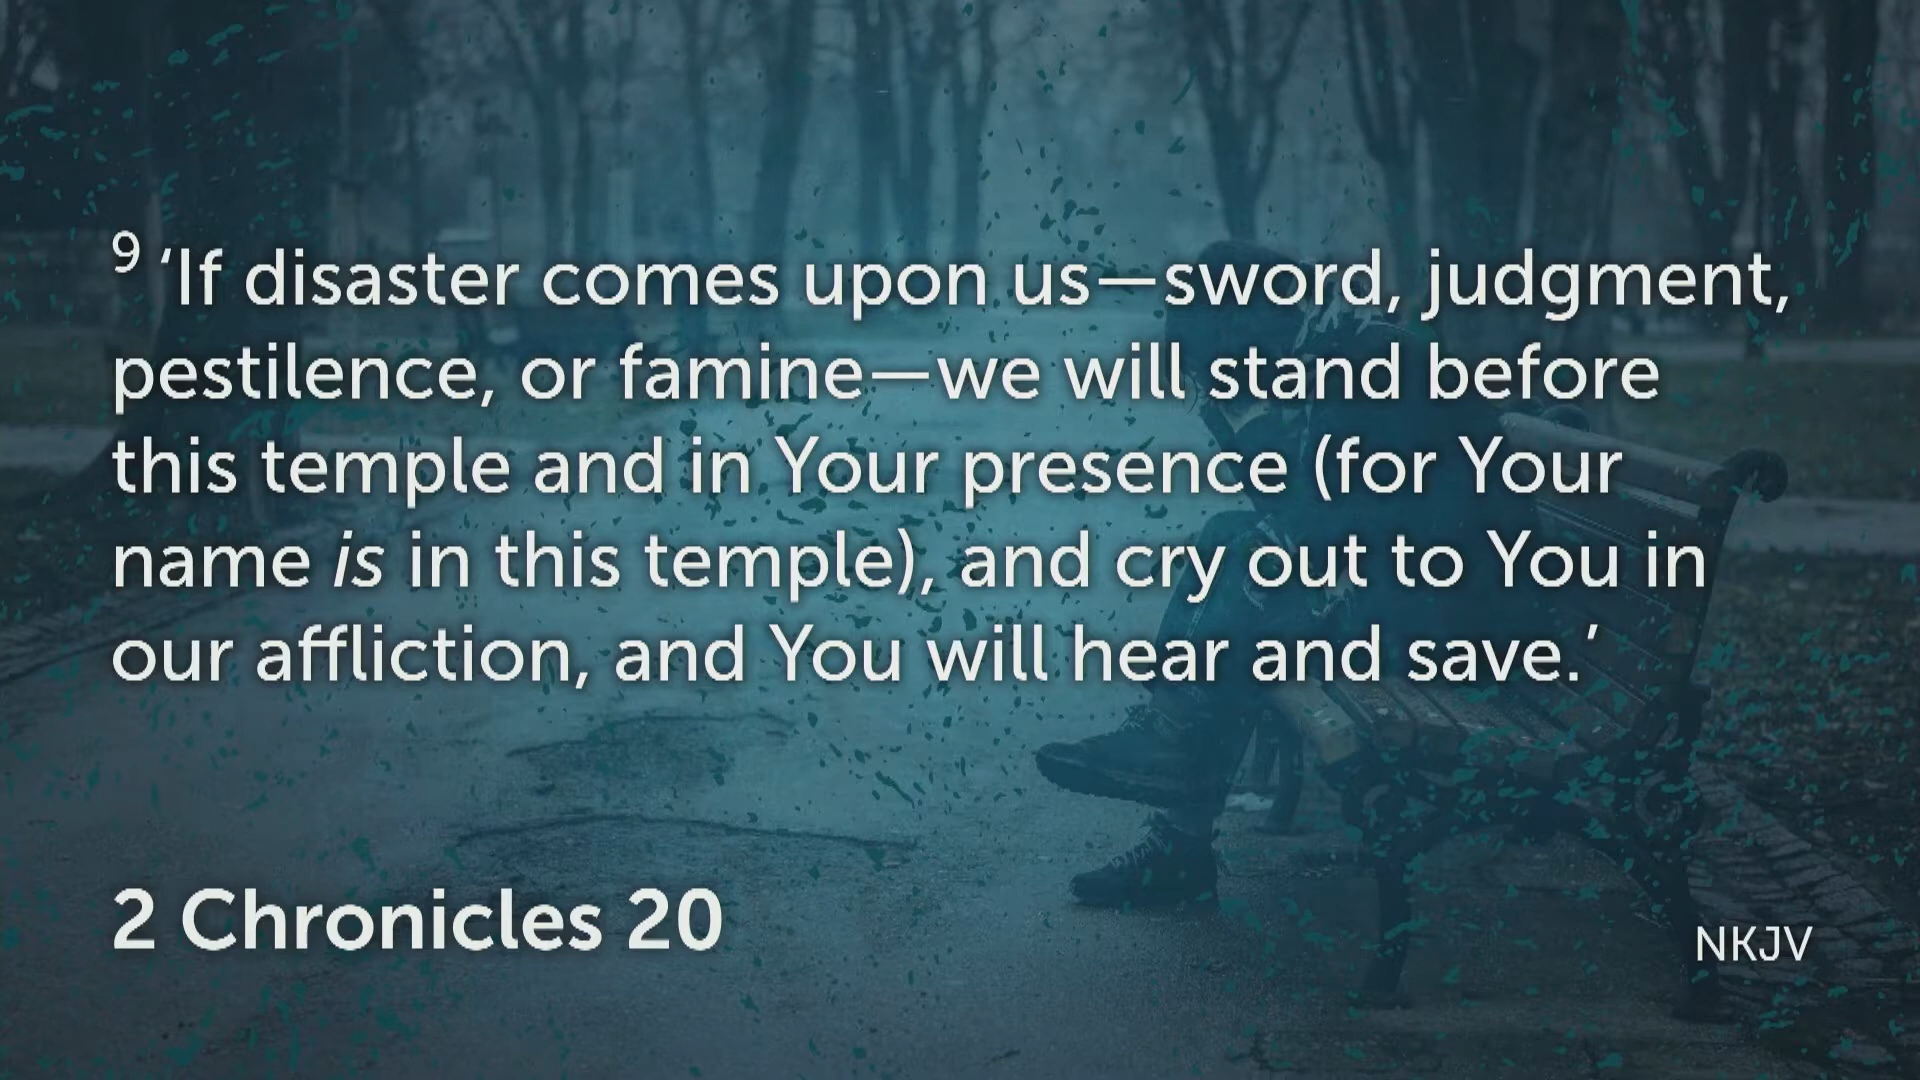 9 ‘If disaster comes upon us—sword, judgment,
pestilence, or famine—we will stand before
this temple and in Your presence (for Your
name is in this temple), and cry out to You in
our affliction, and You will hear and save.’
2 Chronicles 20
NKJV